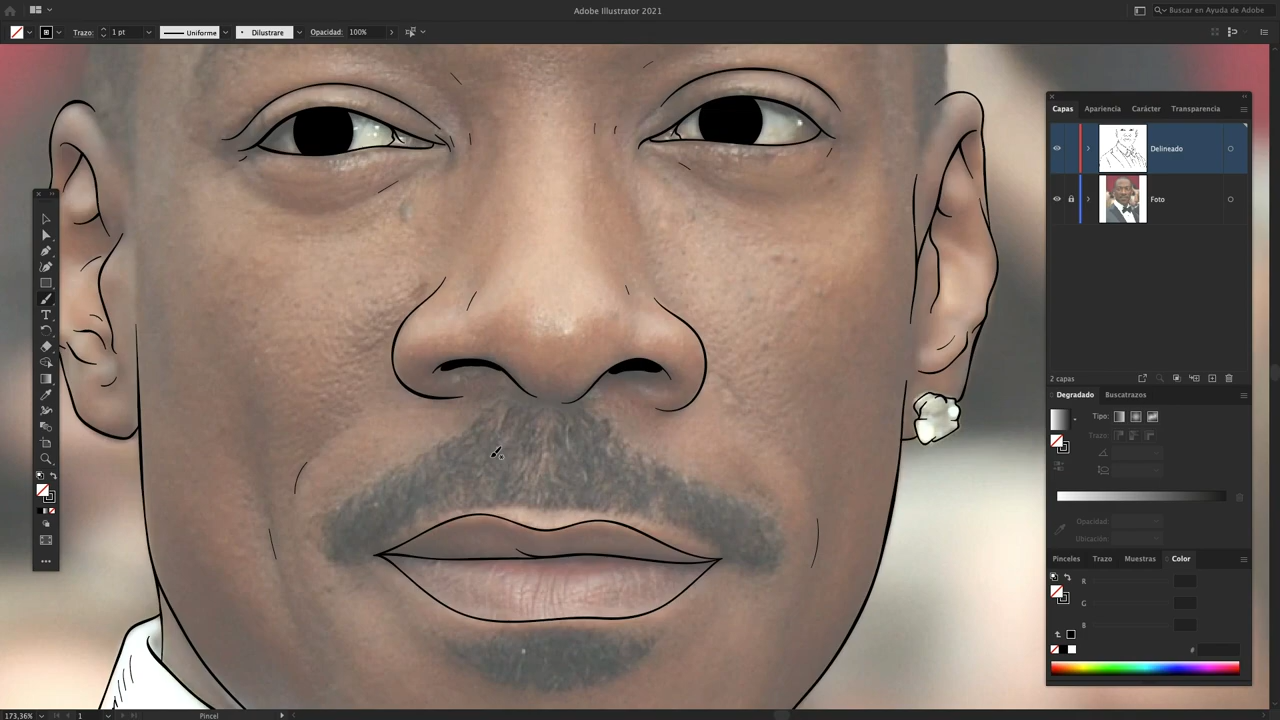 Adobe Illustrator 2021
Buscar en Ayuda de Adobe
Trazo: 1 pt Uniforme Dilustrare Opacidad: 100%
Capas Apariencia Carácter Transparencia
Delineado
Foto
2 capas
Degradado Buscatrazos
Tipo:
Trazo:
Opacidad:
Ubicación:
Pinceles Trazo Muestras Color
R
G
B
#
173,36% 1 Pincel